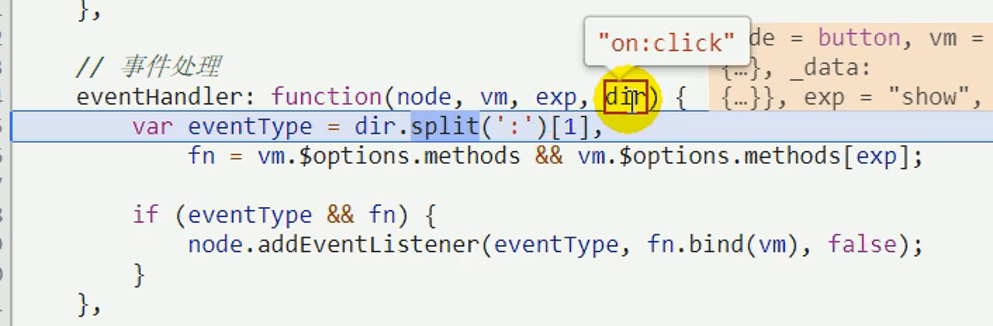 },
"on:click"
de = button, vm =
// 事件处理
{…}, _data:
eventHandler: function(node, vm, exp, dir) {
{…}}, exp = "show",
var eventType = dir.split(':')[1],
fn = vm.$options.methods && vm.$options.methods[exp];
if (eventType && fn) {
node.addEventListener(eventType, fn.bind(vm), false);
}
},